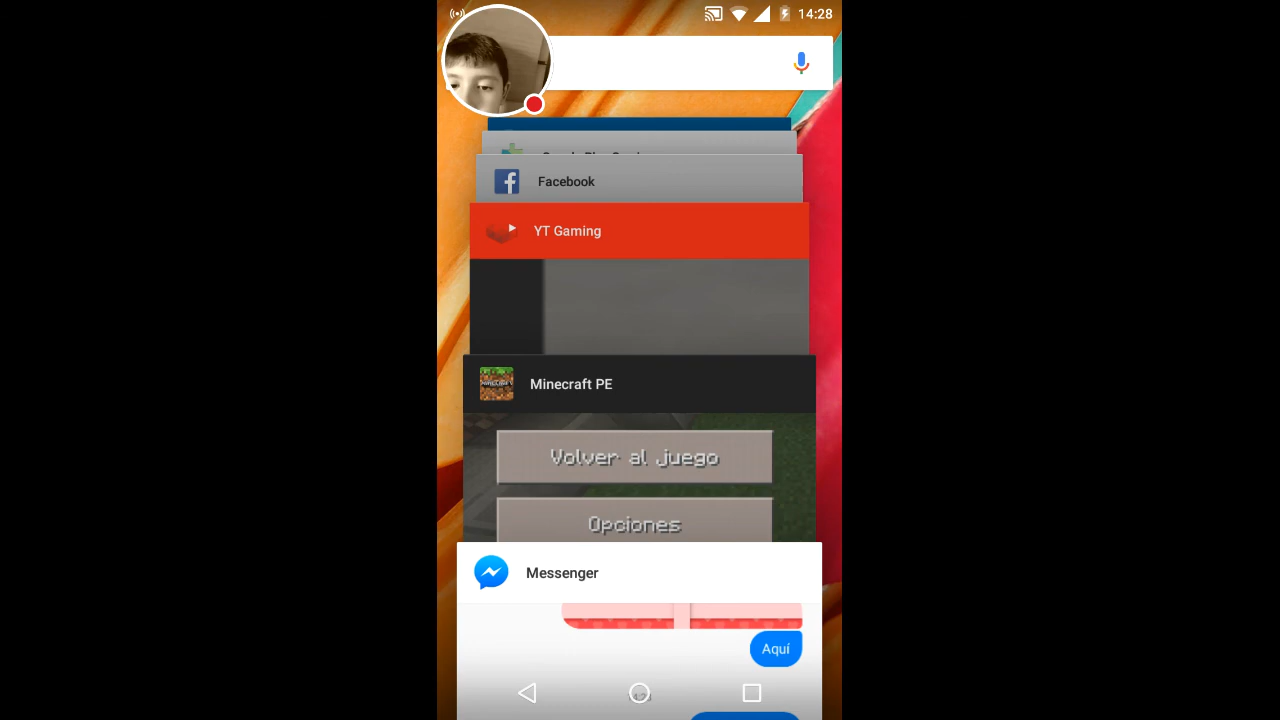 14:28
Facebook
YT Gaming
Minecraft PE
Volver al juego
Opciones
Messenger
Aquí